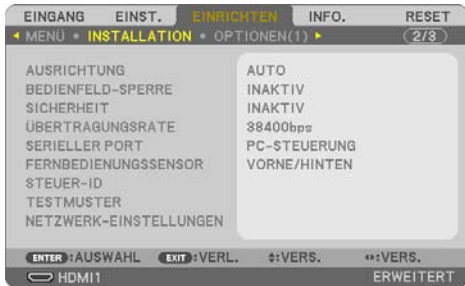 EINGANG EINST. EINRICHTEN INFO. RESET
MENÜ • INSTALLATION • OPTIONEN(1) 2/3
AUSRICHTUNG AUTO
BEDIENFELD-SPERRE INAKTIV
SICHERHEIT INAKTIV
ÜBERTRAGUNGSRATE 38400bps
SERIELLER PORT PC-STEUERUNG
FERNBEDIENUNGSSENSOR VORNE/HINTEN
STEUER-ID
TESTMUSTER
NETZWERK-EINSTELLUNGEN
ENTER :AUSWAHL EXIT :VERL. :VERS. :VERS.
HDMI1 ERWEITERT